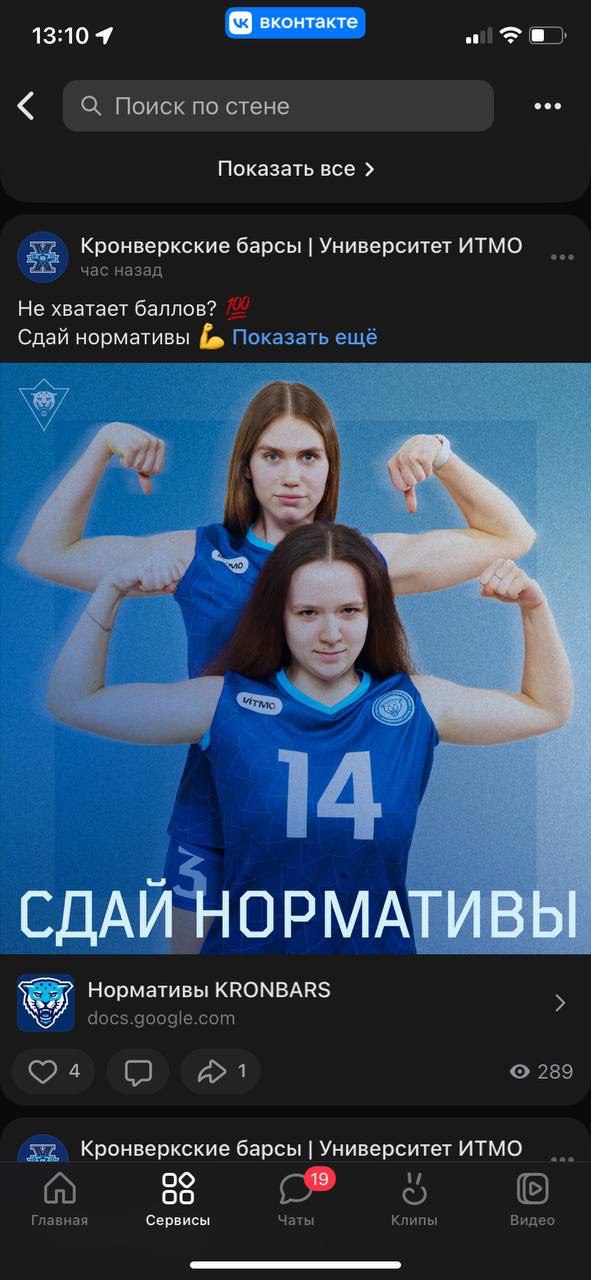 13:10
вконтакте
Поиск по стене
Показать все
Кронверкские барсы | Университет ИТМО
час назад
Не хватает баллов? 💯
Сдай нормативы 💪 Показать ещё
ITMO
ITMO
14
3
СДАЙ НОРМАТИВЫ
Нормативы KRONBARS
docs.google.com
4
1
289
Кронверкские барсы | Университет ИТМО
19
Главная
Сервисы
Чаты
Клипы
Видео